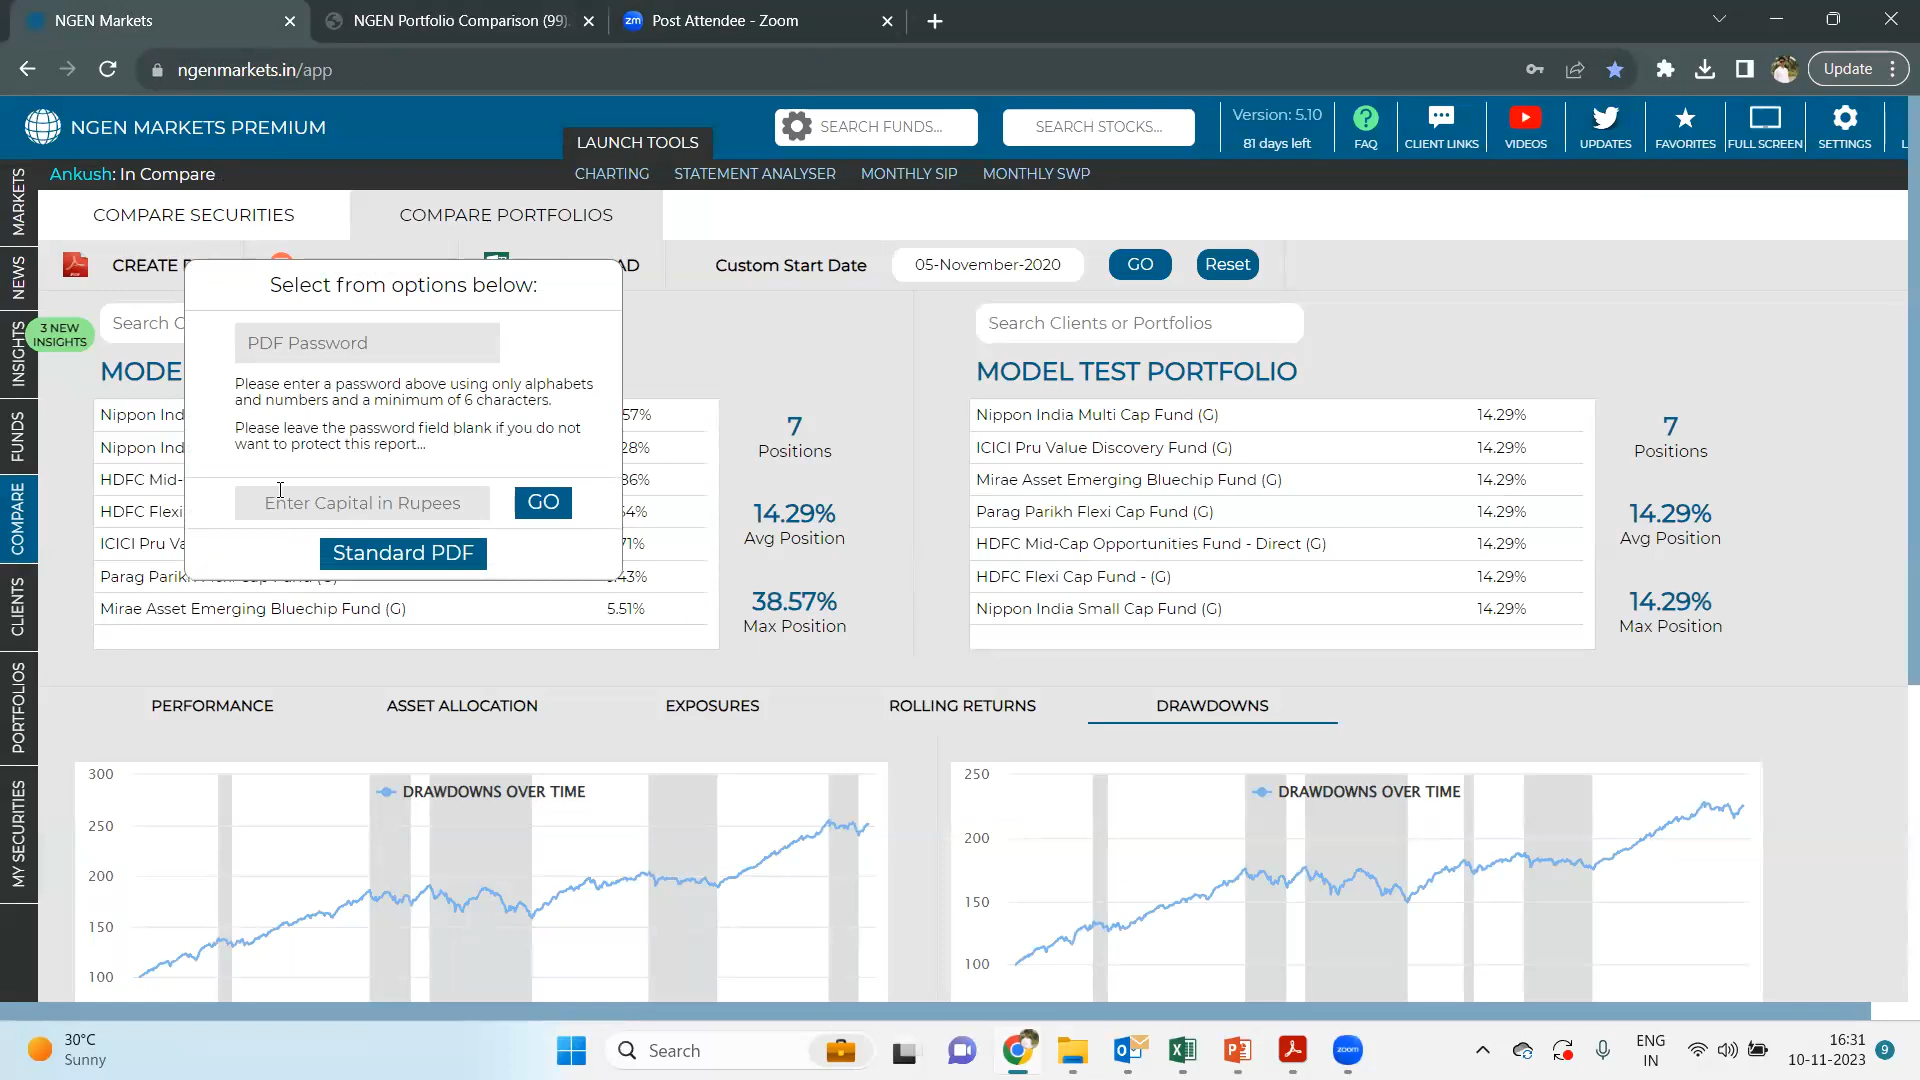 NGEN Markets
NGEN Portfolio Comparison (99)
zm
Post Attendee - Zoom
ngenmarkets.in/app
Update
NGEN MARKETS PREMIUM
LAUNCH TOOLS
SEARCH FUNDS...
SEARCH STOCKS...
Version: 5.10
81 days left
FAQ
CLIENT LINKS
VIDEOS
UPDATES
FAVORITES
FULL SCREEN
SETTINGS
Ankush: In Compare
CHARTING
STATEMENT ANALYSER
MONTHLY SIP
MONTHLY SWP
MARKETS
NEWS
INSIGHTS
FUNDS
COMPARE
CLIENTS
PORTFOLIOS
MY SECURITIES
3 NEW
INSIGHTS
COMPARE SECURITIES
COMPARE PORTFOLIOS
CREATE
AD
Custom Start Date
05-November-2020
GO
Reset
Select from options below:
PDF Password
Please enter a password above using only alphabets
and numbers and a minimum of 6 characters.
Please leave the password field blank if you do not
want to protect this report...
Enter Capital in Rupees
GO
Standard PDF
Search C
MODE
Nippon Ind
57%
Nippon Ind
28%
HDFC Mid-
86%
HDFC Flexi
54%
ICICI Pru Va
71%
Parag Parikh Flexi Cap Fund (G)
.43%
Mirae Asset Emerging Bluechip Fund (G)
5.51%
7
Positions
14.29%
Avg Position
38.57%
Max Position
Search Clients or Portfolios
MODEL TEST PORTFOLIO
Nippon India Multi Cap Fund (G)
14.29%
ICICI Pru Value Discovery Fund (G)
14.29%
Mirae Asset Emerging Bluechip Fund (G)
14.29%
Parag Parikh Flexi Cap Fund (G)
14.29%
HDFC Mid-Cap Opportunities Fund - Direct (G)
14.29%
HDFC Flexi Cap Fund - (G)
14.29%
Nippon India Small Cap Fund (G)
14.29%
7
Positions
14.29%
Avg Position
14.29%
Max Position
PERFORMANCE
ASSET ALLOCATION
EXPOSURES
ROLLING RETURNS
DRAWDOWNS
DRAWDOWNS OVER TIME
300
250
200
150
100
DRAWDOWNS OVER TIME
250
200
150
100
30°C
Sunny
Search
zoom
ENG
IN
16:31
10-11-2023
9